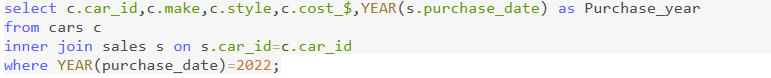 select c.car_id,c.make,c.style,c.cost_$,YEAR(s.purchase_date) as Purchase_year
from cars c
inner join sales s on s.car_id=c.car_id
where YEAR(purchase_date)=2022;